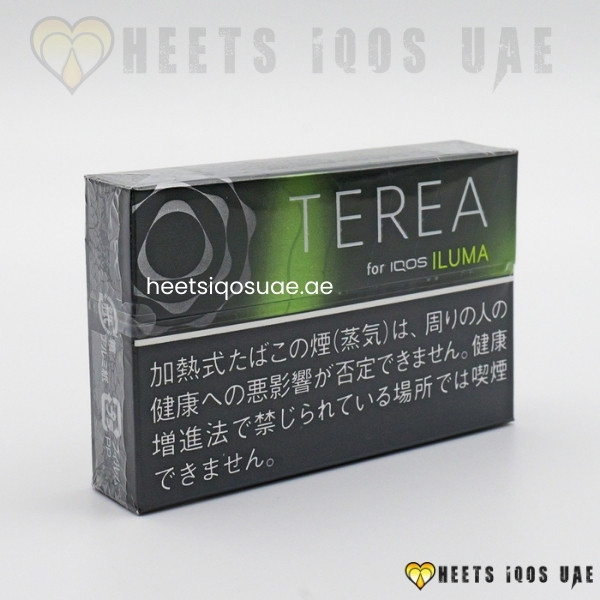 HEETS iQOS UAE
TEREA
for IQOS ILUMA
heetsiqosuae.ae
加熱式たばこの煙(蒸気)は、周りの人の
健康への悪影響が否定できません。健康
増進法で禁じられている場所では喫煙
できません。
HEETS iQOS UAE